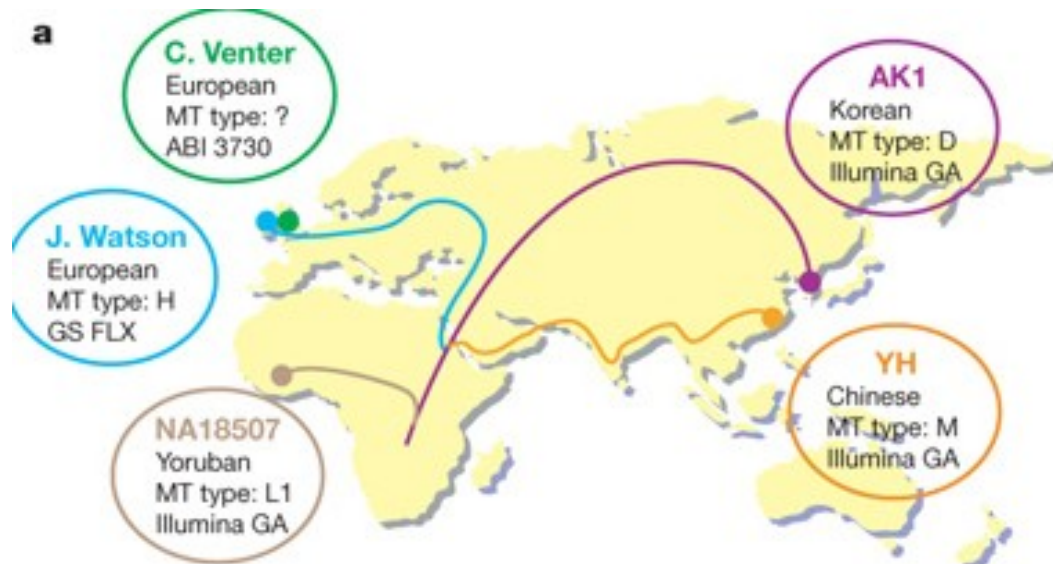 a
C. Venter
European
MT type: ?
ABI 3730
AK1
Korean
MT type: D
Illumina GA
J. Watson
European
MT type: H
GS FLX
YH
Chinese
MT type: M
Illumina GA
NA18507
Yoruban
MT type: L1
Illumina GA